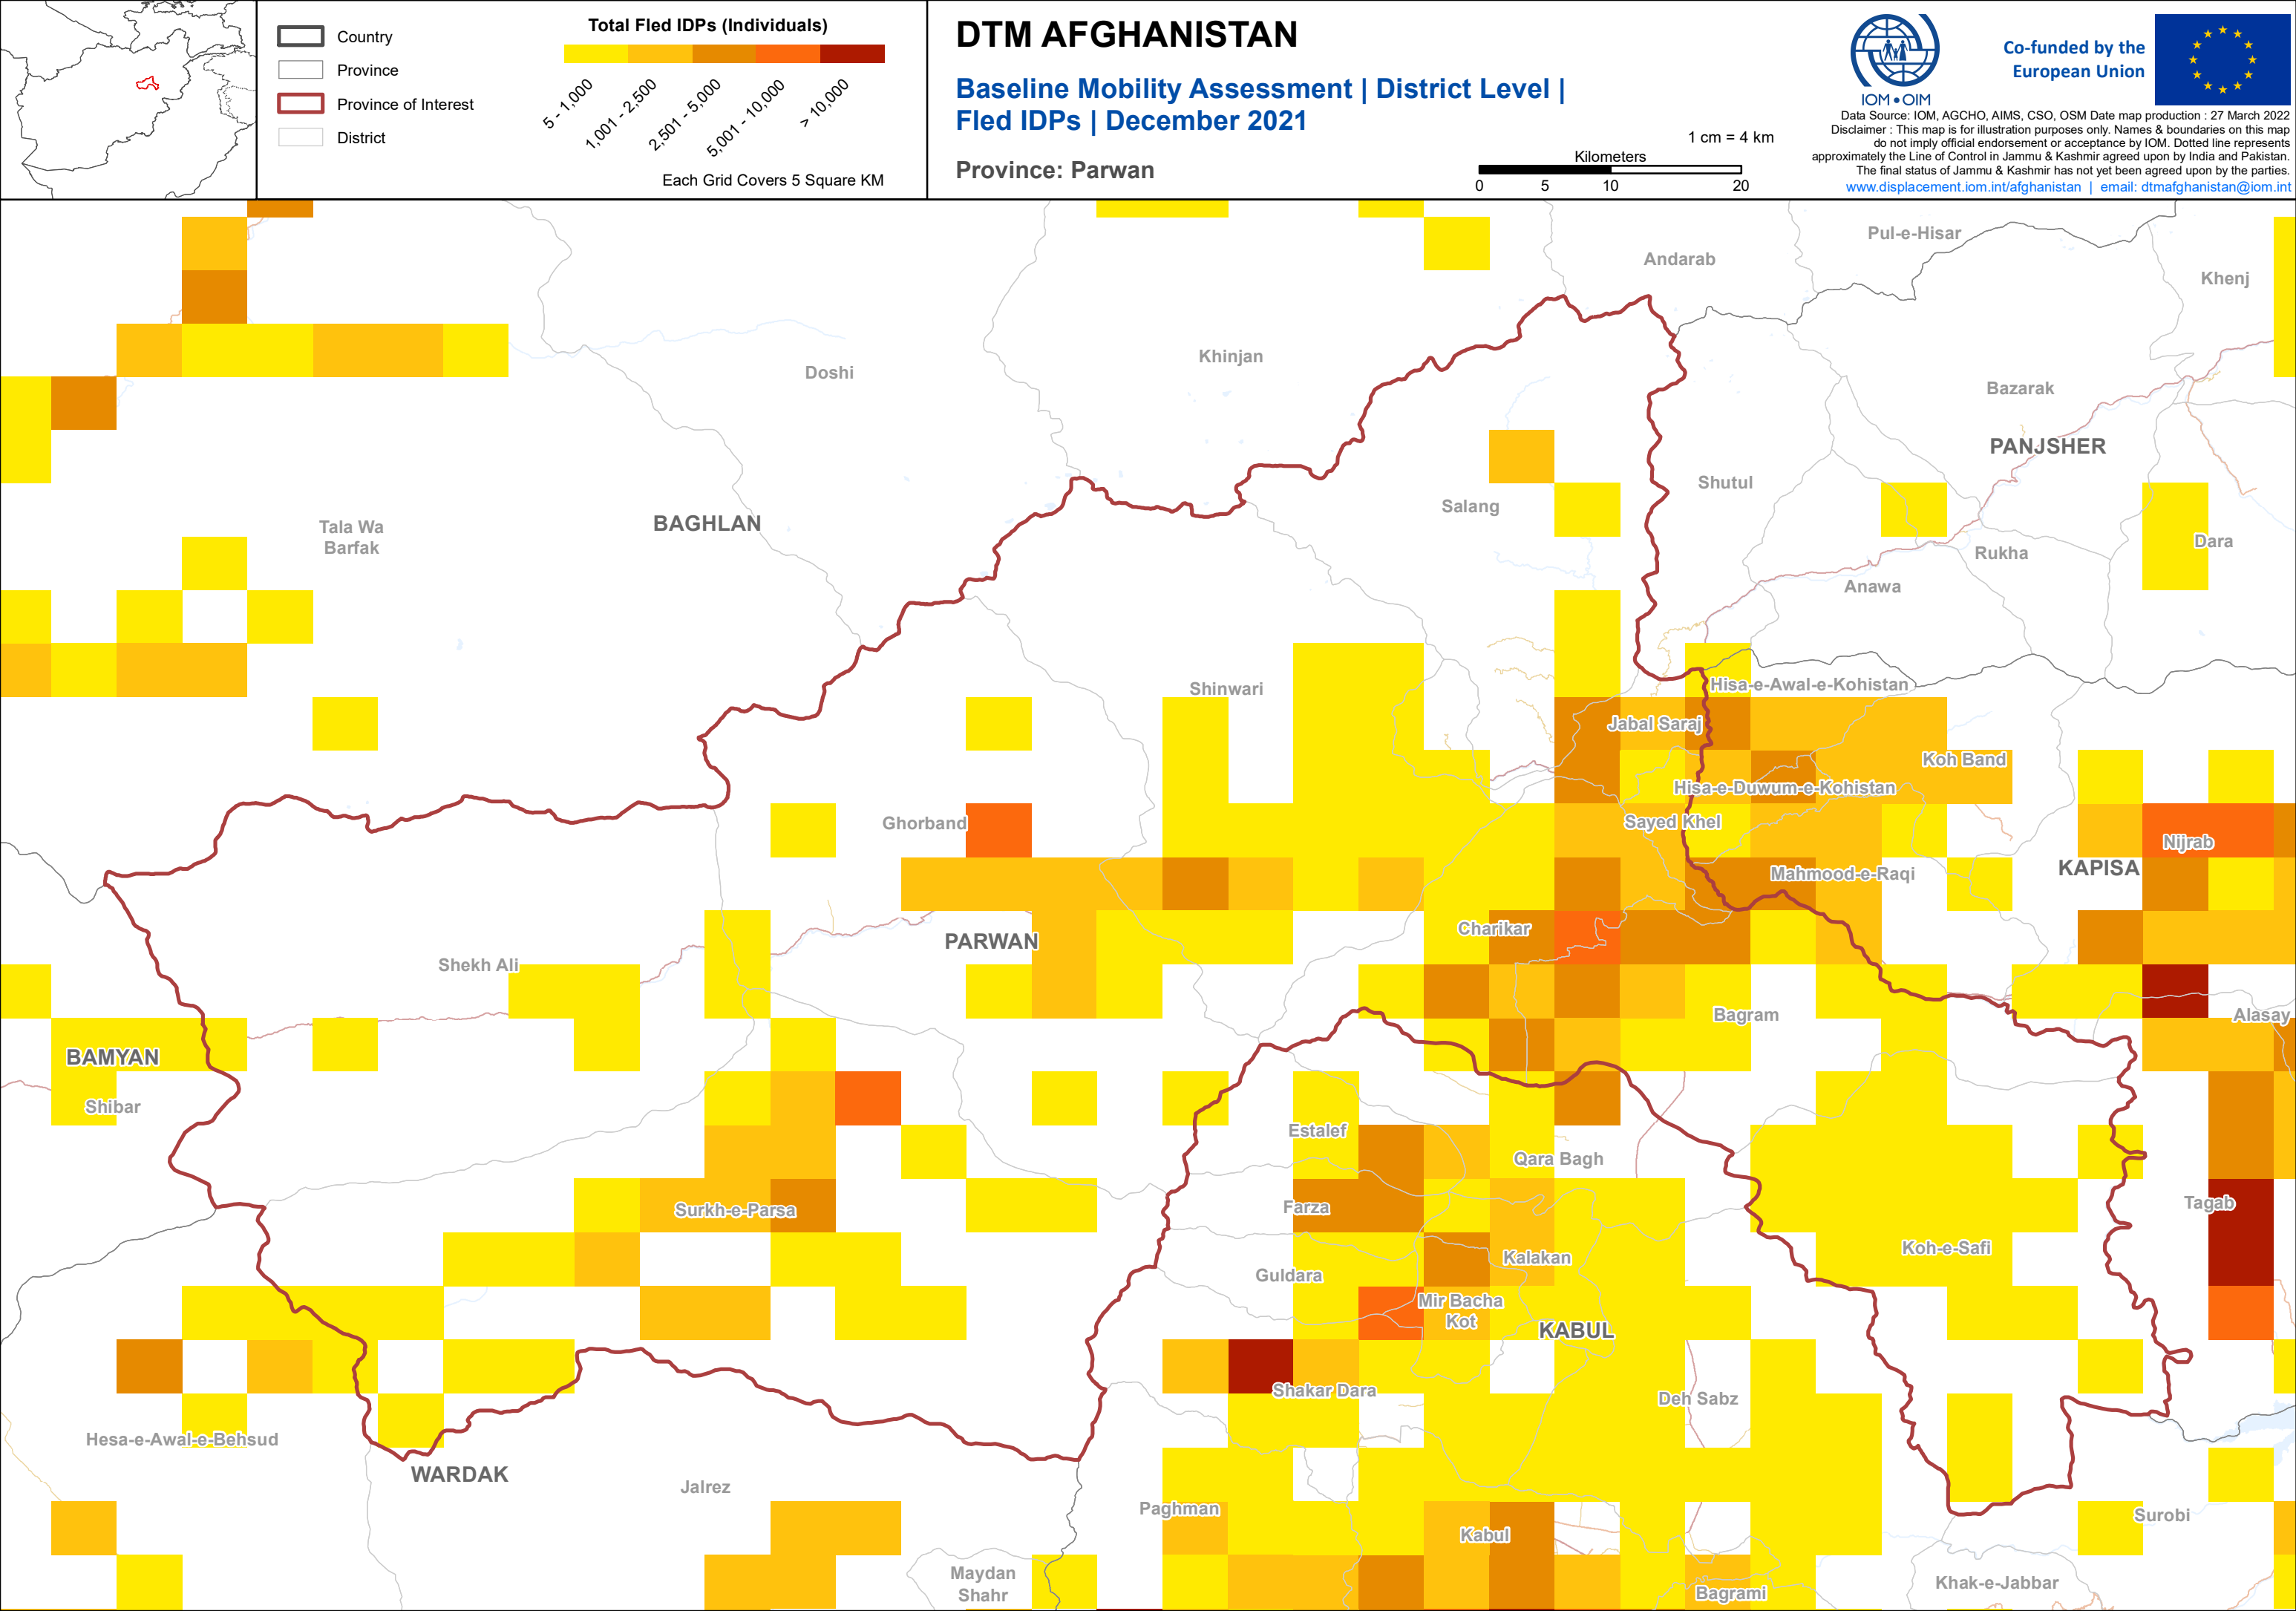 Country
Province
Province of Interest
District
Total Fled IDPs (Individuals)
5 - 1,000
1,001 - 2,500
2,501 - 5,000
5,001 - 10,000
> 10,000
Each Grid Covers 5 Square KM
DTM AFGHANISTAN
Baseline Mobility Assessment | District Level |
Fled IDPs | December 2021
Province: Parwan
1 cm = 4 km
Kilometers
0 5 10 20
IOM • OIM
Co-funded by the
European Union
Data Source: IOM, AGCHO, AIMS, CSO, OSM Date map production : 27 March 2022
Disclaimer : This map is for illustration purposes only. Names & boundaries on this map
do not imply official endorsement or acceptance by IOM. Dotted line represents
approximately the Line of Control in Jammu & Kashmir agreed upon by India and Pakistan.
The final status of Jammu & Kashmir has not yet been agreed upon by the parties.
www.displacement.iom.int/afghanistan | email: dtmafghanistan@iom.int
Pul-e-Hisar
Andarab
Khenj
Khinjan
Doshi
Bazarak
PANJSHER
Shutul
Salang
BAGHLAN
Tala Wa
Barfak
Dara
Rukha
Anawa
Shinwari
Hisa-e-Awal-e-Kohistan
Jabal Saraj
Koh Band
Hisa-e-Duwum-e-Kohistan
Ghorband
Sayed Khel
Nijrab
KAPISA
Mahmood-e-Raqi
Charikar
PARWAN
Shekh Ali
Bagram
Alasay
BAMYAN
Shibar
Estalef
Qara Bagh
Tagab
Farza
Surkh-e-Parsa
Koh-e-Safi
Kalakan
Guldara
Mir Bacha
Kot
KABUL
Shakar Dara
Deh Sabz
Hesa-e-Awal-e-Behsud
WARDAK
Jalrez
Paghman
Surobi
Kabul
Maydan
Shahr
Khak-e-Jabbar
Bagrami